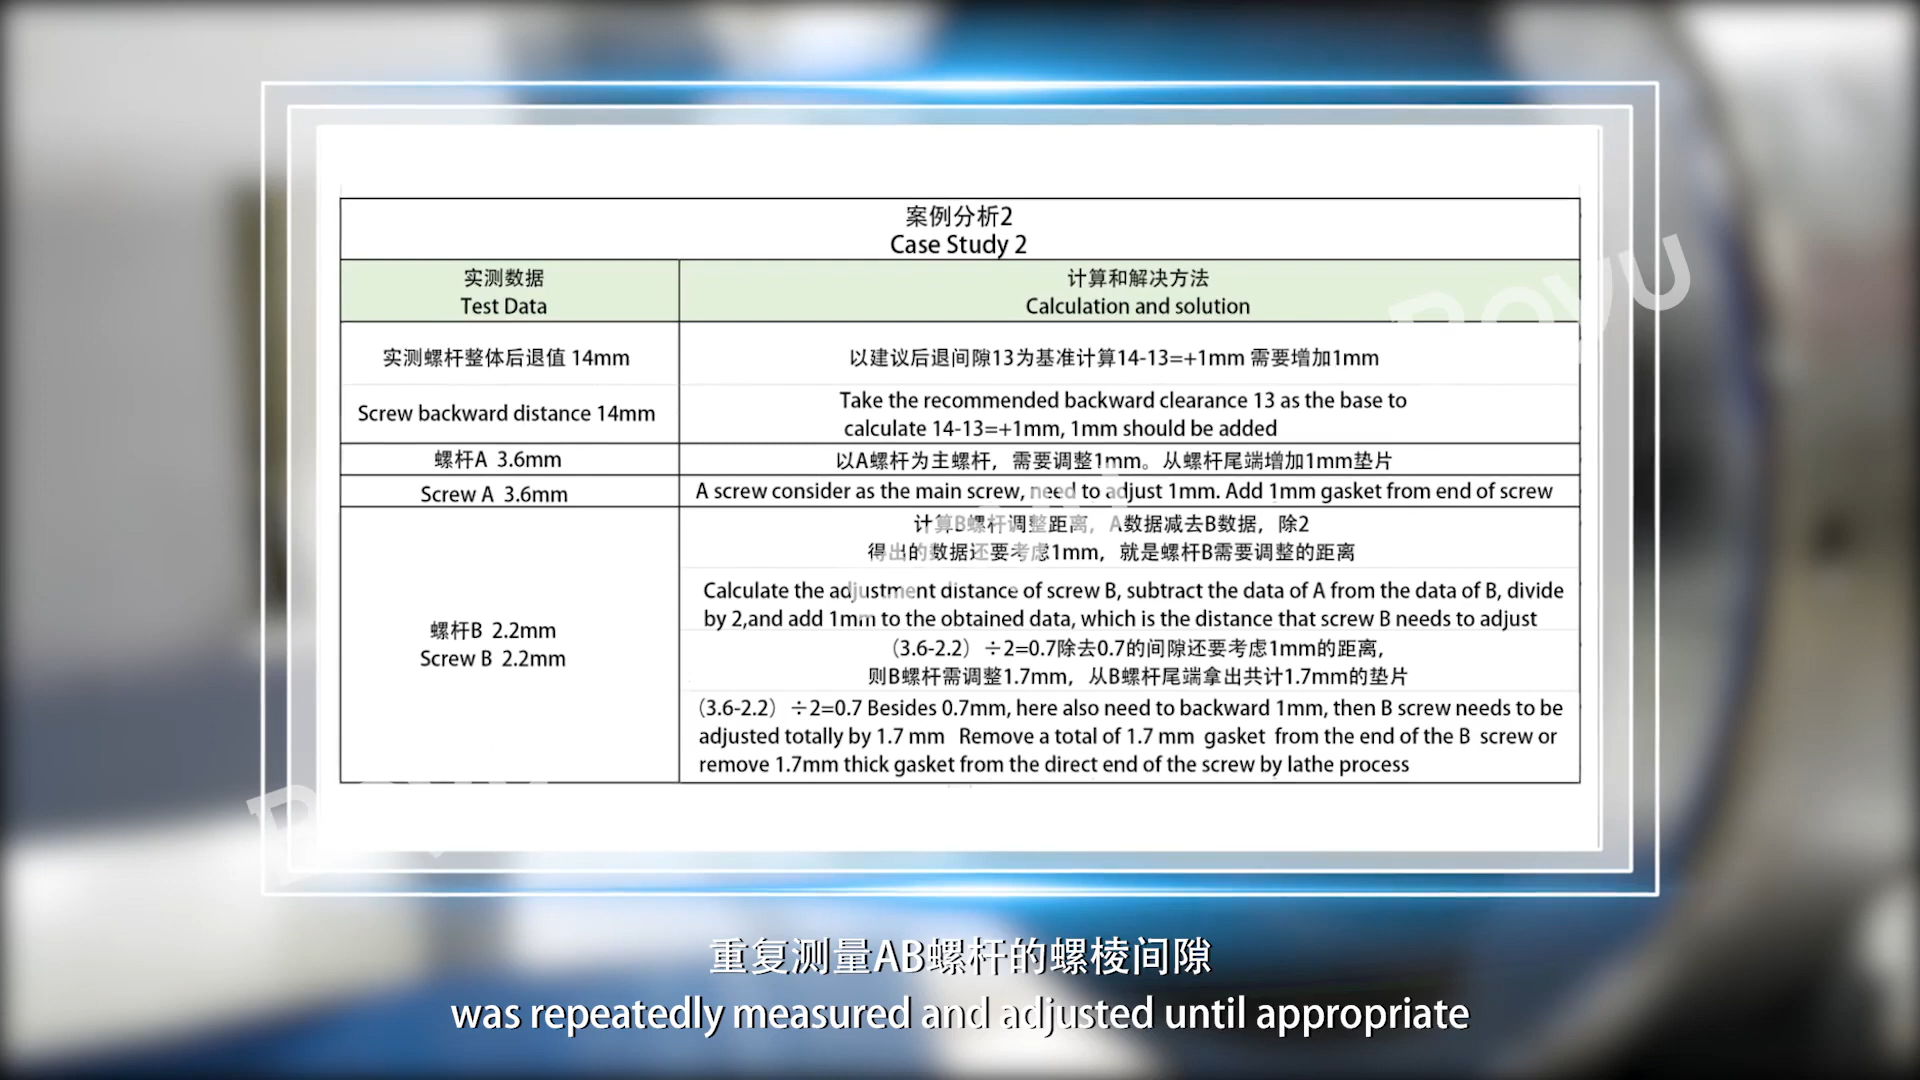 案例分析2
Case Study 2
实测数据
Test Data
计算和解决方法
Calculation and solution
实测螺杆整体后退值 14mm
以建议后退间隙13为基准计算14-13=+1mm 需要增加1mm
Screw backward distance 14mm
Take the recommended backward clearance 13 as the base to
calculate 14-13=+1mm, 1mm should be added
螺杆A 3.6mm
以A螺杆为主螺杆，需要调整1mm。从螺杆尾端增加1mm垫片
Screw A 3.6mm
A screw consider as the main screw, need to adjust 1mm. Add 1mm gasket from end of screw
螺杆B 2.2mm
Screw B 2.2mm
计算B螺杆调整距离，A数据减去B数据，除2
得出的数据还要考虑1mm，就是螺杆B需要调整的距离
Calculate the adjustment distance of screw B, subtract the data of A from the data of B, divide
by 2,and add 1mm to the obtained data, which is the distance that screw B needs to adjust
（3.6-2.2）÷2=0.7除去0.7的间隙还要考虑1mm的距离，
则B螺杆需调整1.7mm，从B螺杆尾端拿出共计1.7mm的垫片
（3.6-2.2）÷2=0.7 Besides 0.7mm, here also need to backward 1mm, then B screw needs to be
adjusted totally by 1.7 mm Remove a total of 1.7 mm gasket from the end of the B screw or
remove 1.7mm thick gasket from the direct end of the screw by lathe process
重复测量AB螺杆的螺棱间隙
was repeatedly measured and adjusted until appropriate